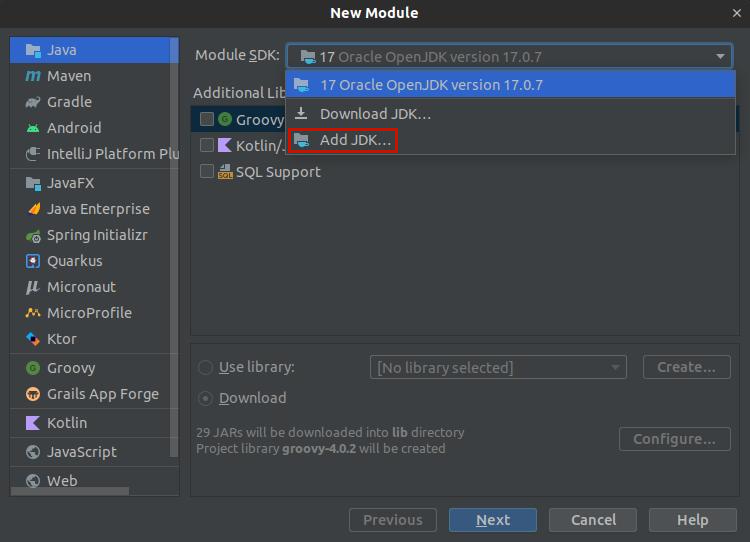 New Module
Java
Maven
Gradle
Android
IntelliJ Platform Plu
JavaFX
Java Enterprise
Spring Initializr
Quarkus
Micronaut
MicroProfile
Ktor
Groovy
Grails App Forge
Kotlin
JavaScript
Web
Module SDK: 17 Oracle OpenJDK version 17.0.7
17 Oracle OpenJDK version 17.0.7
Download JDK...
Add JDK...
Additional Lib
Groovy
Kotlin/J
SQL Support
Use library: [No library selected] Create...
Download
29 JARs will be downloaded into lib directory
Project library groovy-4.0.2 will be created
Configure...
Previous Next Cancel Help